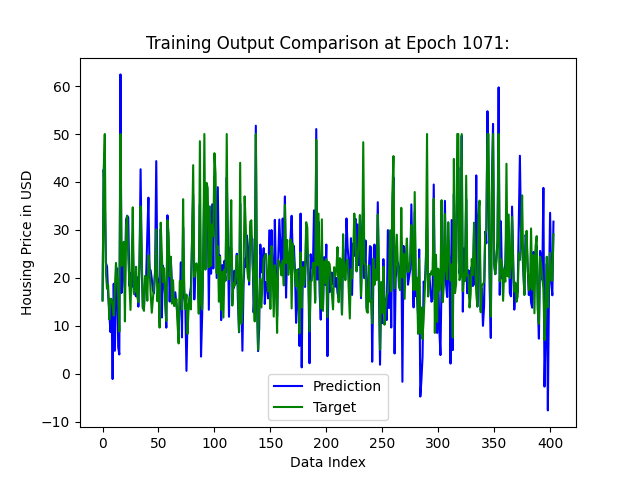 Training Output Comparison at Epoch 1071:
Housing Price in USD
60
50
40
30
20
10
0
−10
Prediction
Target
0 50 100 150 200 250 300 350 400
Data Index